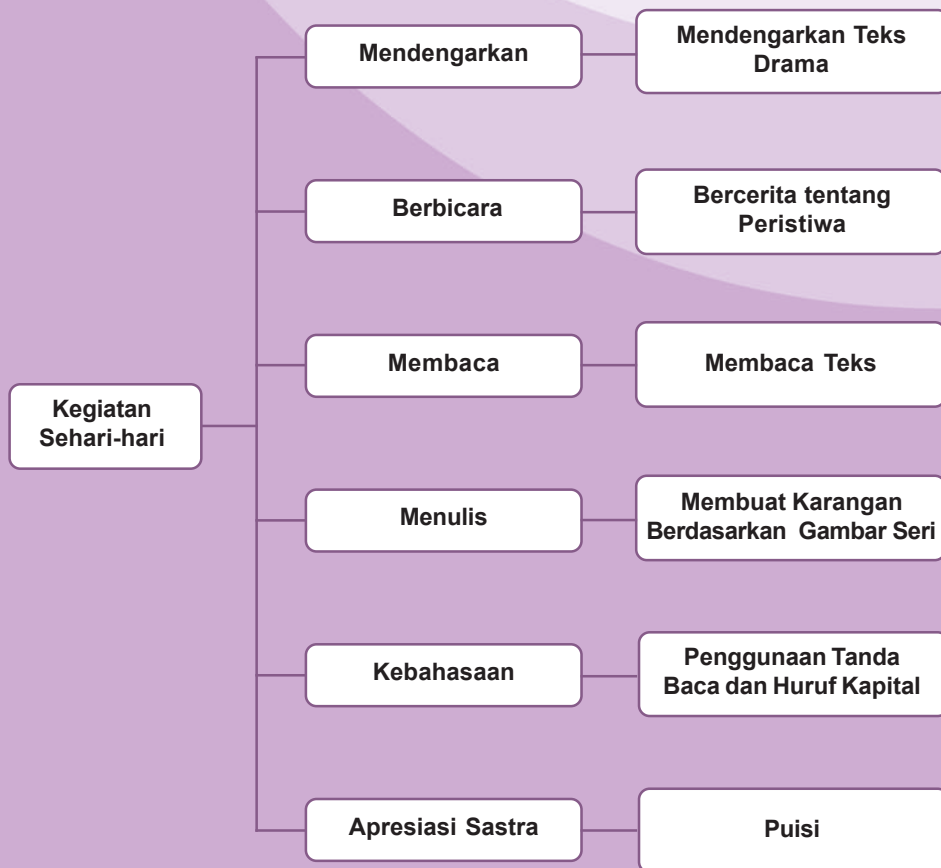 Mendengarkan
Mendengarkan Teks
Drama
Berbicara
Bercerita tentang
Peristiwa
Membaca
Membaca Teks
Kegiatan
Sehari-hari
Menulis
Membuat Karangan
Berdasarkan Gambar Seri
Kebahasaan
Penggunaan Tanda
Baca dan Huruf Kapital
Apresiasi Sastra
Puisi